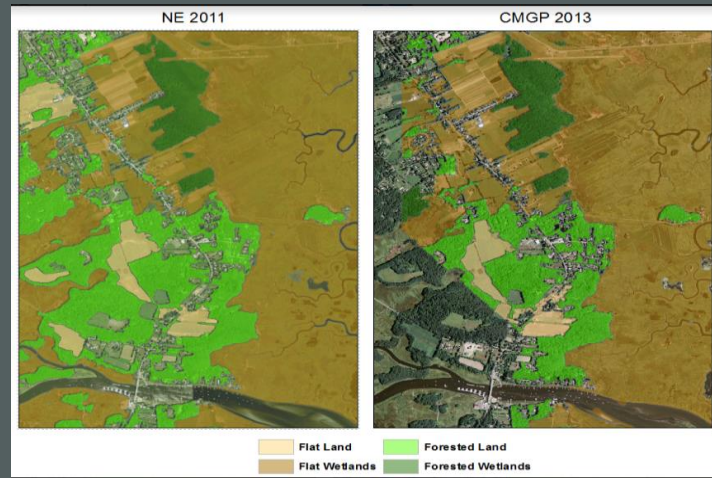 NE 2011
CMGP 2013
Flat Land
Forested Land
Flat Wetlands
Forested Wetlands